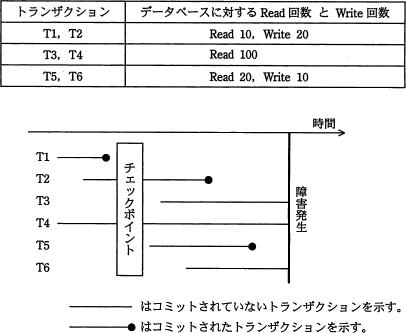 トランザクション データベースに対する Read 回数 と Write 回数
T1, T2 Read 10, Write 20
T3, T4 Read 100
T5, T6 Read 20, Write 10
時間
T1
T2
T3
T4
T5
T6
チェックポイント
障害発生
はコミットされていないトランザクションを示す。
はコミットされたトランザクションを示す。